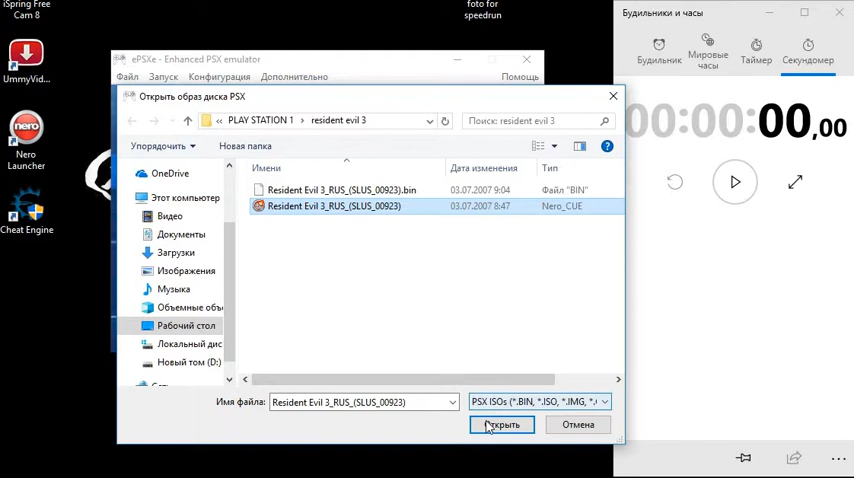 iSpring Free
Cam 8
foto for
speedrun
UmmyVid...
Nero
Launcher
Cheat Engine
ePSXe - Enhanced PSX emulator
Файл Запуск Конфигурация Дополнительно Помощь
Открыть образ диска PSX
« PLAY STATION 1 › resident evil 3
Поиск: resident evil 3
Упорядочить Новая папка
OneDrive
Этот компьютер
Видео
Документы
Загрузки
Изображения
Музыка
Объемные объ
Рабочий стол
Локальный дис
Новый том (D:)
Имени Дата изменения Тип
Resident Evil 3_RUS_(SLUS_00923).bin 03.07.2007 9:04 Файл "BIN"
Resident Evil 3_RUS_(SLUS_00923) 03.07.2007 8:47 Nero_CUE
Имя файла: Resident Evil 3_RUS_(SLUS_00923) PSX ISOs (*.BIN, *.ISO, *.IMG, *.
Открыть Отмена
Будильники и часы
Будильник
Мировые
часы
Таймер
Секундомер
00:00:00,00